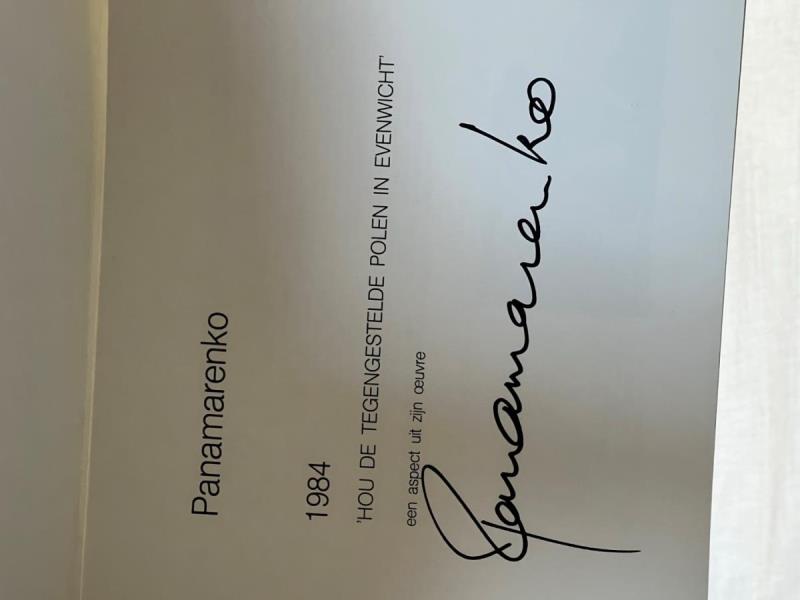 Panamarenko
1984
'HOU DE TEGENGESTELDE POLEN IN EVENWICHT'
een aspect uit zijn œuvre
Panamarenko